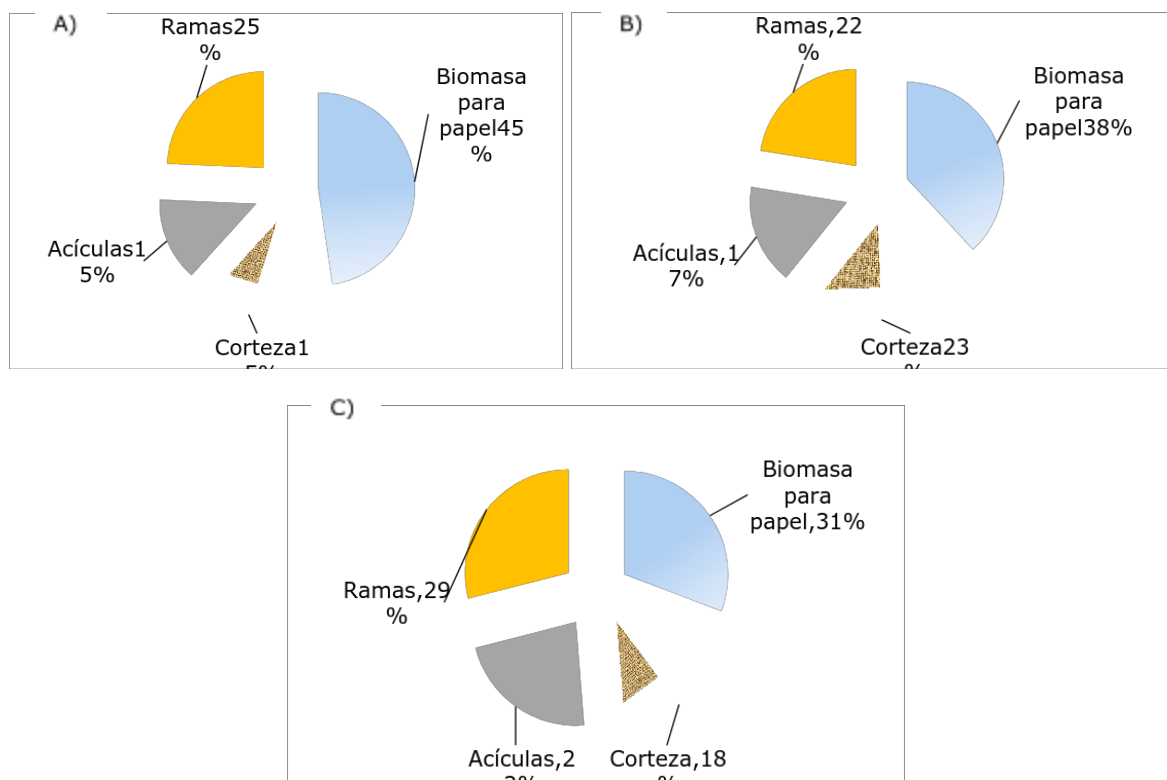 A)
Ramas25
%
Biomasa
para
papel45
%
Acículas1
5%
Corteza1
5%
B)
Ramas,22
%
Biomasa
para
papel38%
Acículas,1
7%
Corteza23
%
C)
Biomasa
para
papel,31%
Ramas,29
%
Acículas,2
Corteza,18
%